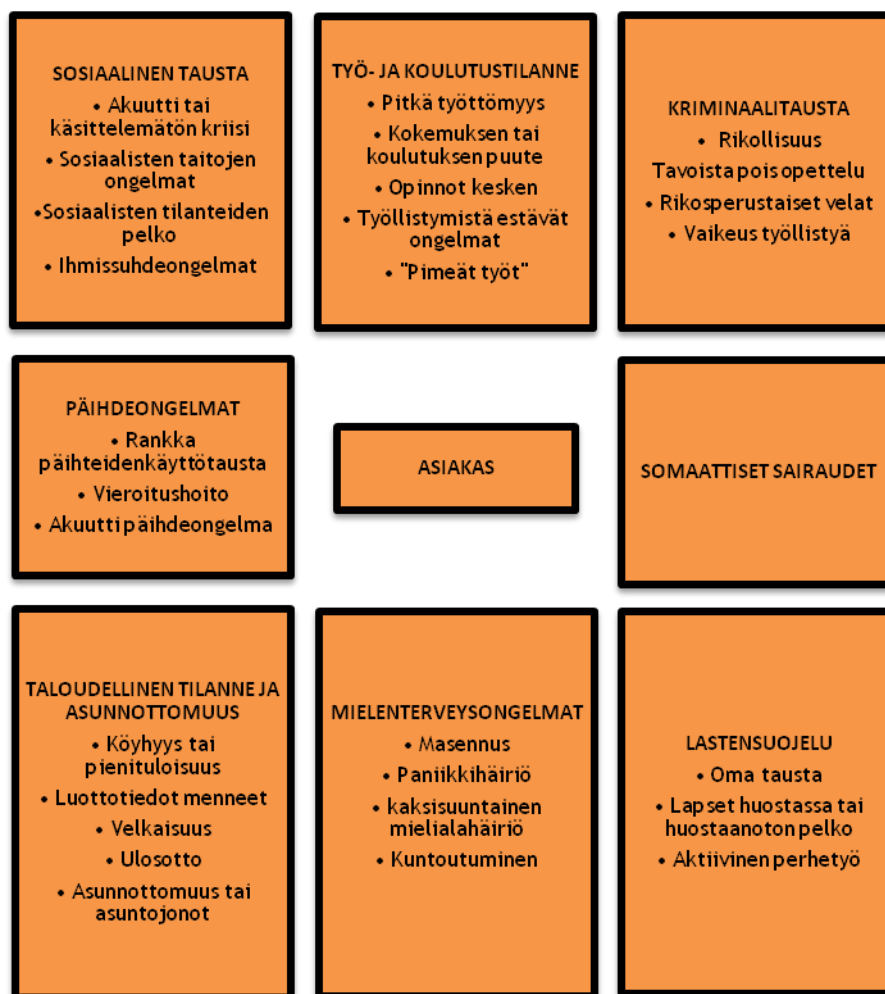 SOSIAALINEN TAUSTA
• Akuutti tai
käsittelemätön kriisi
• Sosiaalisten taitojen
ongelmat
•Sosiaalisten tilanteiden
pelko
• Ihmissuhdeongelmat
TYÖ- JA KOULUTUSTILANNE
• Pitkä työttömyys
• Kokemuksen tai
koulutuksen puute
• Opinnot kesken
• Työllistymistä estävät
ongelmat
• "Pimeät työt"
KRIMINAALITAUSTA
• Rikollisuus
Tavoista pois opettelu
• Rikosperustaiset velat
• Vaikeus työllistyä
PÄIHDEONGELMAT
• Rankka
päihteidenkäyttötausta
• Vieroitushoito
• Akuutti päihdeongelma
ASIAKAS
SOMAATTISET SAIRAUDET
TALOUDELLINEN TILANNE JA
ASUNNOTTOMUUS
• Köyhyys tai
pienituloisuus
• Luottotiedot menneet
• Velkaisuus
• Ulosotto
• Asunnottomuus tai
asuntojonot
MIELENTERVEYSONGELMAT
• Masennus
• Paniikkihäiriö
• kaksisuuntainen
mielialahäiriö
• Kuntoutuminen
LASTENSUOJELU
• Oma tausta
• Lapset huostassa tai
huostaanoton pelko
• Aktiivinen perhetyö